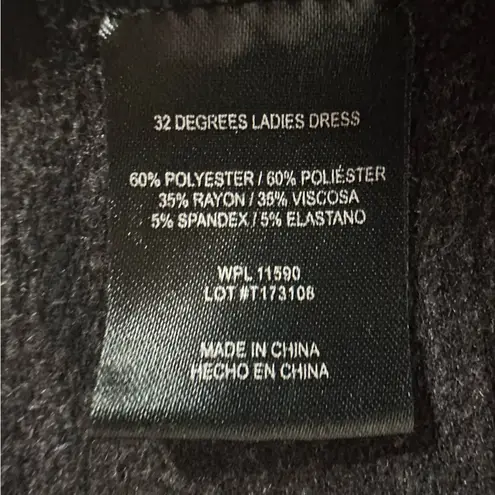 32 DEGREES LADIES DRESS
60% POLYESTER / 60% POLIÉSTER
35% RAYON / 35% VISCOSA
5% SPANDEX / 5% ELASTANO
WPL 11590
LOT #T173108
MADE IN CHINA
HECHO EN CHINA